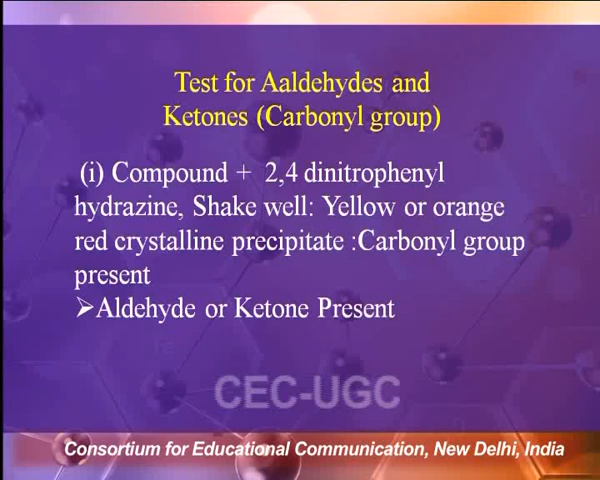 Test for Aaldehydes and
Ketones (Carbonyl group)
(i) Compound + 2,4 dinitrophenyl
hydrazine, Shake well: Yellow or orange
red crystalline precipitate :Carbonyl group
present
➢Aldehyde or Ketone Present
CEC-UGC
Consortium for Educational Communication, New Delhi, India